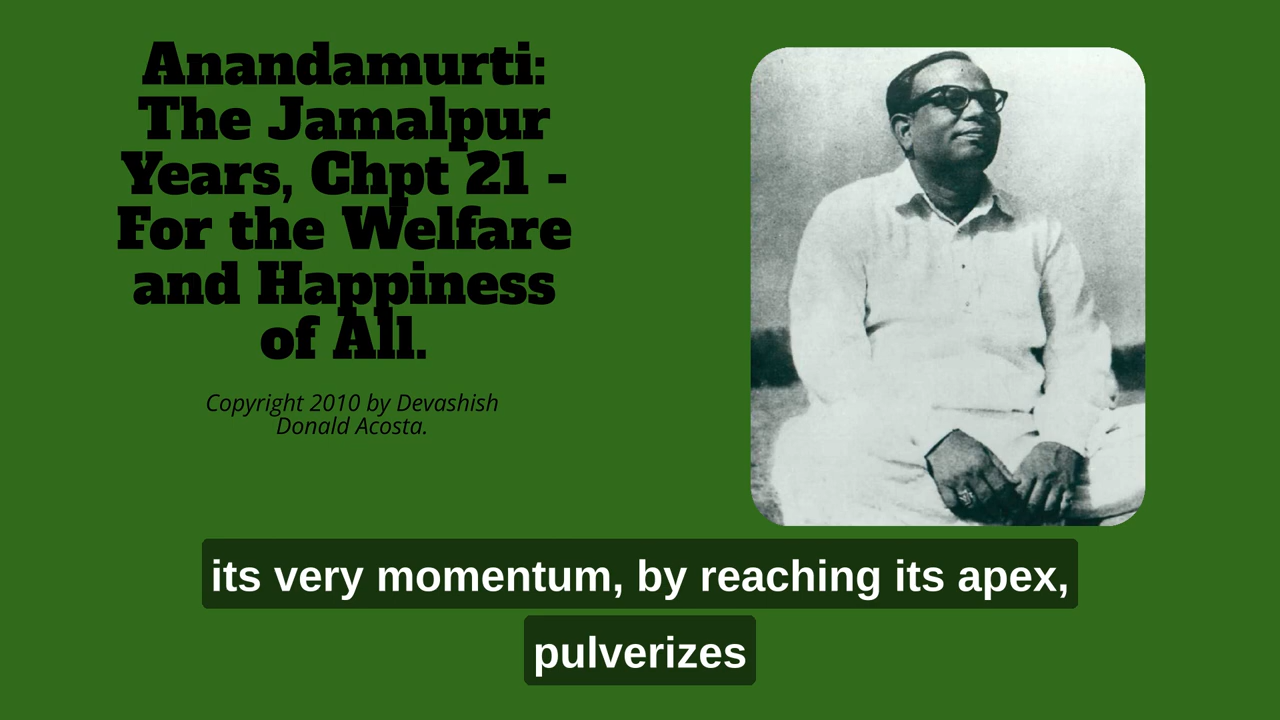 Anandamurti:
The Jamalpur
Years, Chpt 21 -
For the Welfare
and Happiness
of All.
Copyright 2010 by Devashish
Donald Acosta.
its very momentum, by reaching its apex,
pulverizes